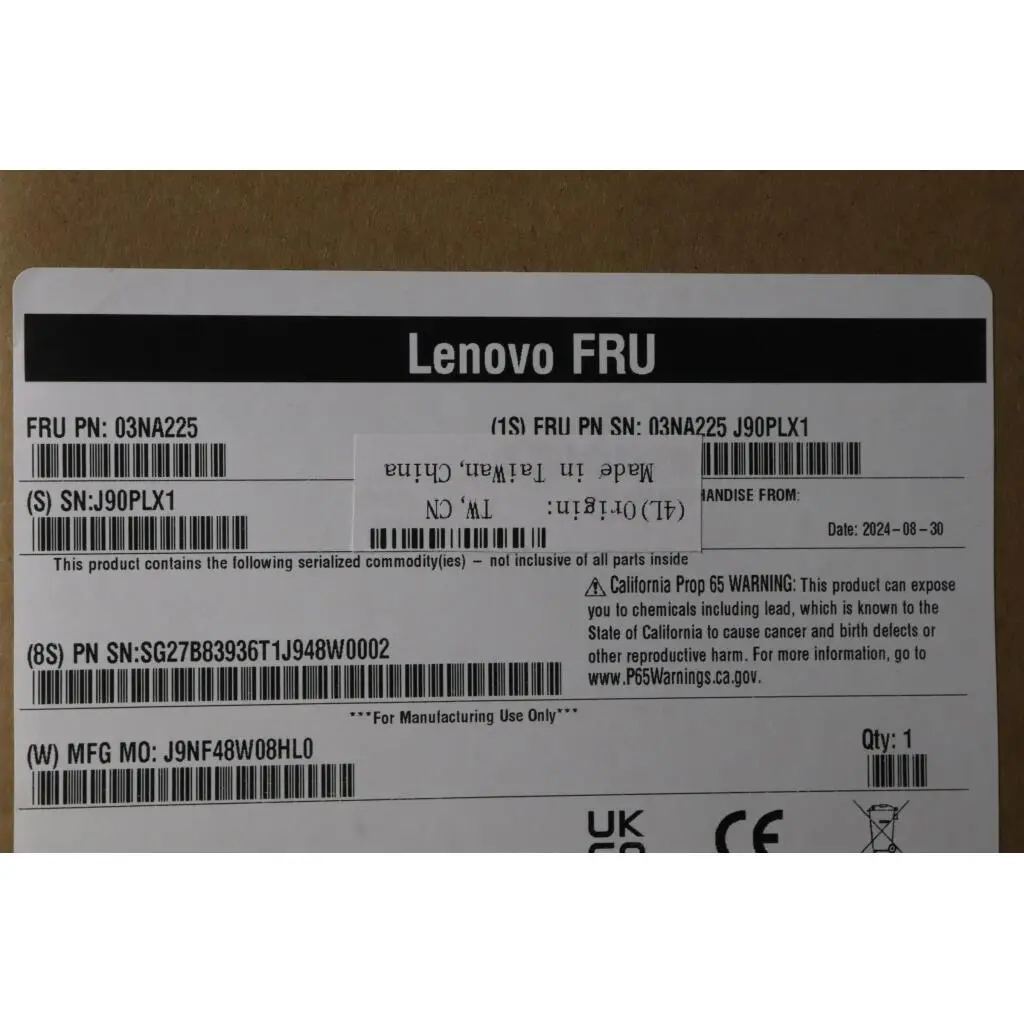 Lenovo FRU
FRU PN: 03NA225
(1S) FRU PN SN: 03NA225 J90PLX1
(S) SN:J90PLX1
(4L)Origin: TW, CN
Made in TaiWan, China
FROM:
Date: 2024-08-30
This product contains the following serialized commodity(ies) – not inclusive of all parts inside
⚠ California Prop 65 WARNING: This product can expose
you to chemicals including lead, which is known to the
State of California to cause cancer and birth defects or
other reproductive harm. For more information, go to
www.P65Warnings.ca.gov.
(8S) PN SN:SG27B83936T1J948W0002
***For Manufacturing Use Only***
(W) MFG MO: J9NF48W08HL0
Qty: 1
UK
CE